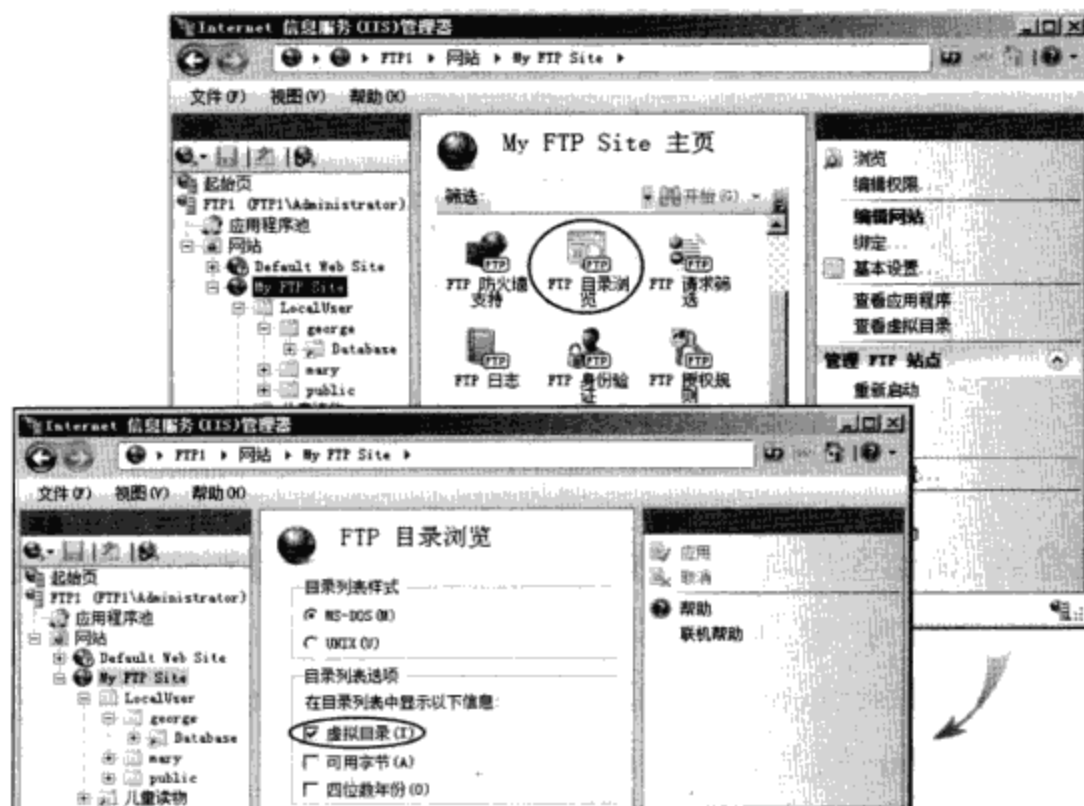 Internet 信息服务(IIS)管理器
FTP1 网站 My FTP Site
文件(F) 视图(V) 帮助(H)
起始页
FTP1 (FTP1\Administrator)
应用程序池
网站
Default Web Site
My FTP Site
LocalUser
george
Database
mary
public
My FTP Site 主页
筛选: 开始(G)
FTP 防火墙支持
FTP 目录浏览
FTP 请求筛选
FTP 日志
FTP 身份验证
FTP 授权规则
浏览
编辑权限...
编辑网站
绑定...
基本设置...
查看应用程序
查看虚拟目录
管理 FTP 站点
重新启动
Internet 信息服务(IIS)管理器
FTP1 网站 My FTP Site
文件(F) 视图(V) 帮助(H)
起始页
FTP1 (FTP1\Administrator)
应用程序池
网站
Default Web Site
My FTP Site
LocalUser
george
Database
mary
public
儿童读物
FTP 目录浏览
目录列表样式
MS-DOS(M)
UNIX(U)
目录列表选项
在目录列表中显示以下信息:
虚拟目录(I)
可用字节(A)
四位数年份(O)
应用
取消
帮助
联机帮助